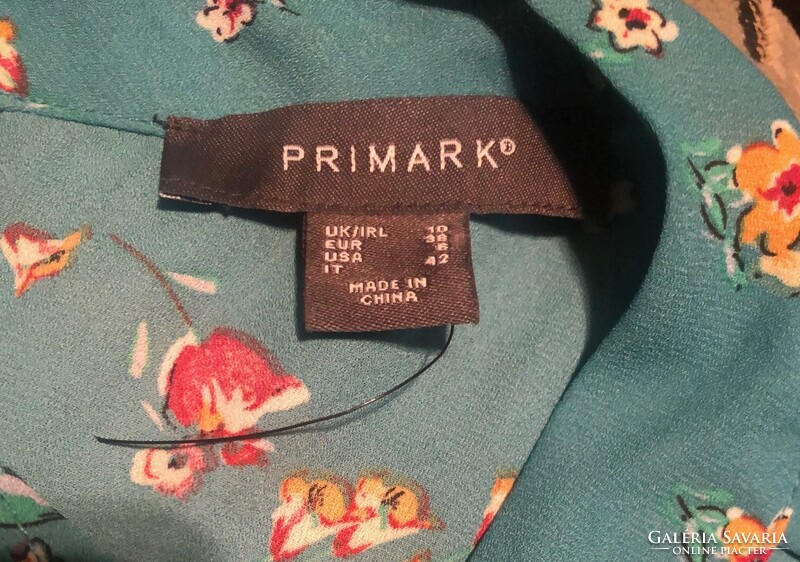 PRIMARK®
UK/IRL 10
EUR 38
USA 6
IT 42
MADE IN
CHINA
GALÉRIA SAVARIA
ONLINE PIACTÉR